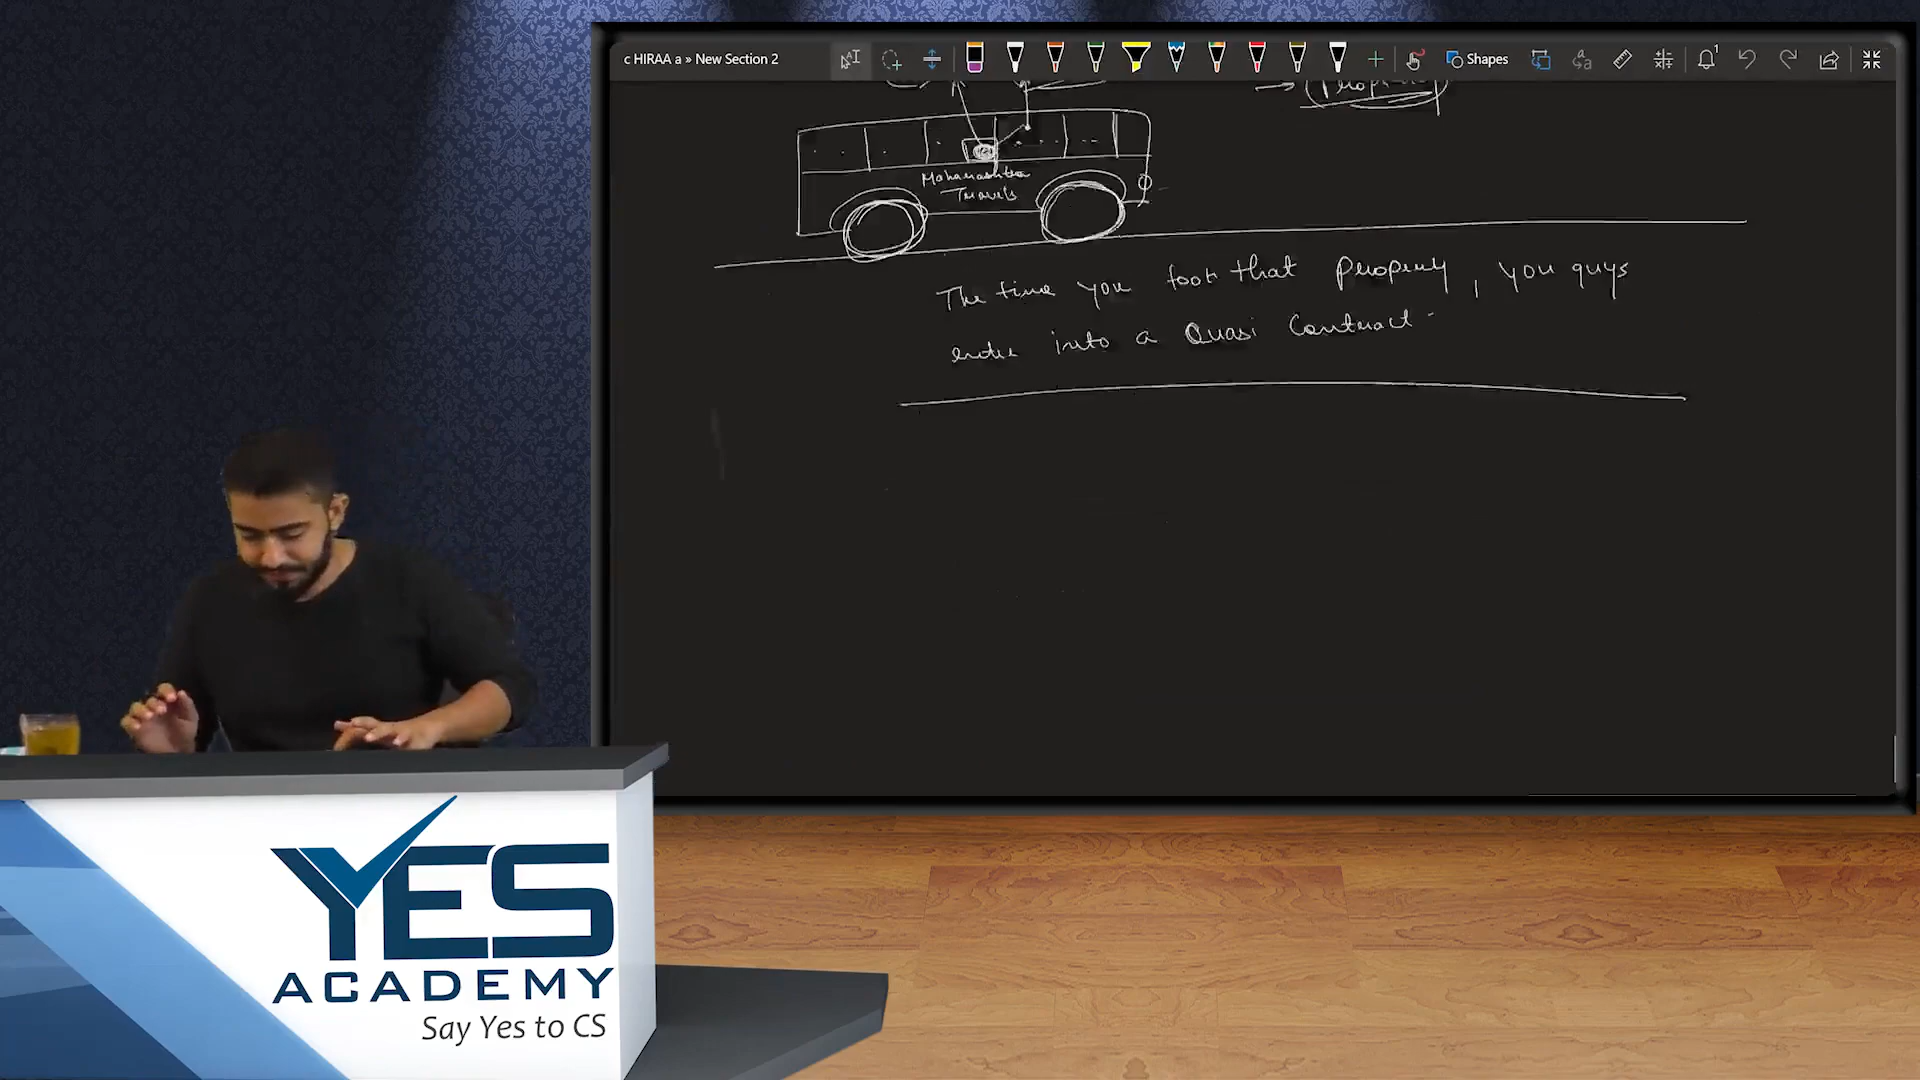 c HIRAA a » New Section 2
1
Shapes
Maharashtra
Travels
The time you took that property, you guys
enter into a Quasi Contract
YES
ACADEMY
Say Yes to CS